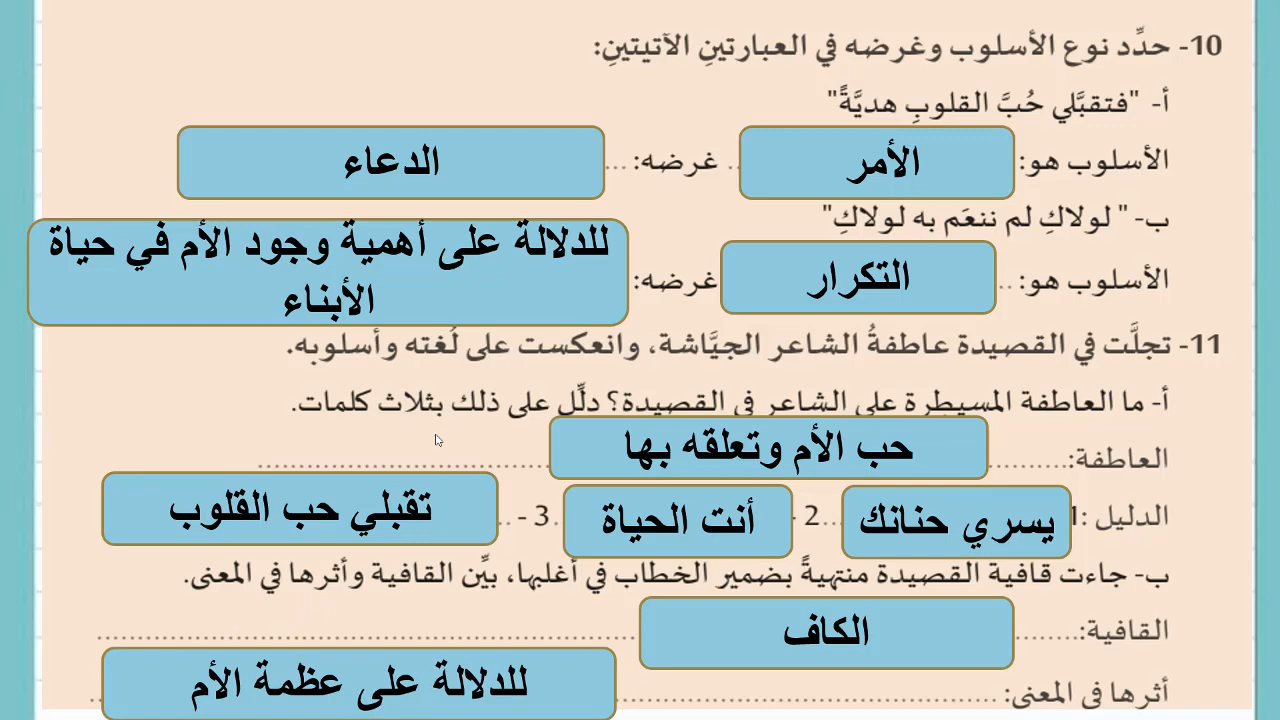 10- حدِّد نوع الأسلوب وغرضه في العبارتينِ الآتيتينِ:
أ- "فتقبَّلي حُبَّ القلوبِ هديَّةً"
الأسلوب هو: الأمر .. غرضه: ... الدعاء
ب- " لولاكِ لم ننعَم به لولاكِ"
الأسلوب هو: .. التكرار غرضه: للدلالة على أهمية وجود الأم في حياة
الأبناء
11- تجلَّت في القصيدة عاطفةُ الشاعر الجيَّاشة، وانعكست على لُغته وأسلوبه.
أ- ما العاطفة المسيطرة على الشاعر في القصيدة؟ دلِّل على ذلك بثلاث كلمات.
العاطفة:.......... حب الأم وتعلقه بها ....................................
الدليل :1 يسري حنانك ...2 - أنت الحياة ..3 - .. تقبلي حب القلوب
ب- جاءت قافية القصيدة منتهيةً بضمير الخطاب في أغلبها، بيِّن القافية وأثرها في المعنى.
القافية:........ الكاف ....................................................................
أثرها في المعنى: ............................................... للدلالة على عظمة الأم ..